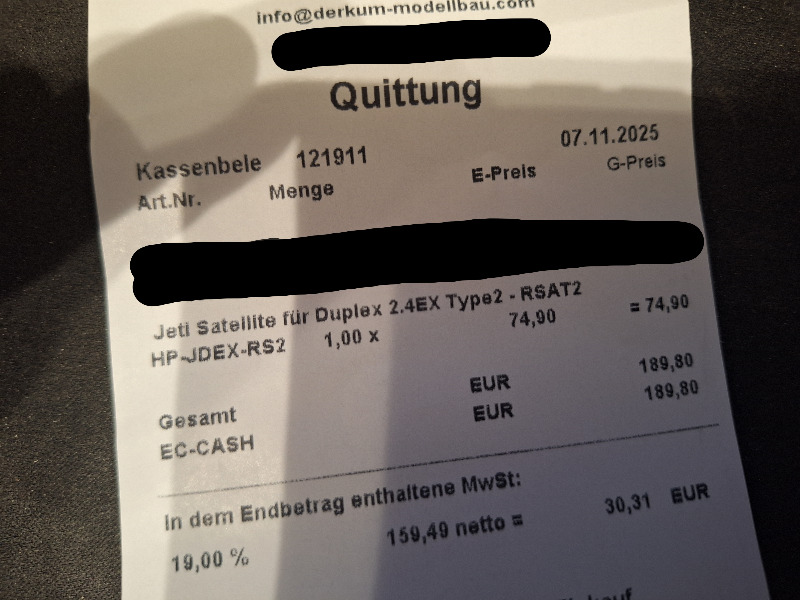 info@derkum-modellbau.com
Quittung
07.11.2025
Kassenbele 121911
Art.Nr. Menge E-Preis G-Preis
Jeti Satellite für Duplex 2.4EX Type2 - RSAT2
HP-JDEX-RS2 1,00 x 74,90 = 74,90
Gesamt EUR 189,80
EC-CASH EUR 189,80
In dem Endbetrag enthaltene MwSt:
19,00 % 159,49 netto = 30,31 EUR